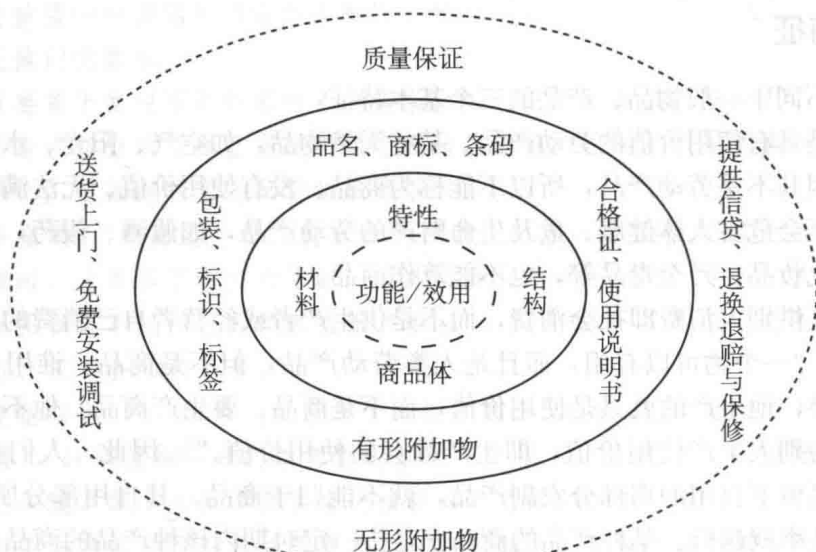 质量保证
品名、商标、条码
送货上门、免费安装调试
包装、标识、标签
特性
材料
功能/效用
结构
商品体
合格证、使用说明书
提供信贷、退换退赔与保修
有形附加物
无形附加物